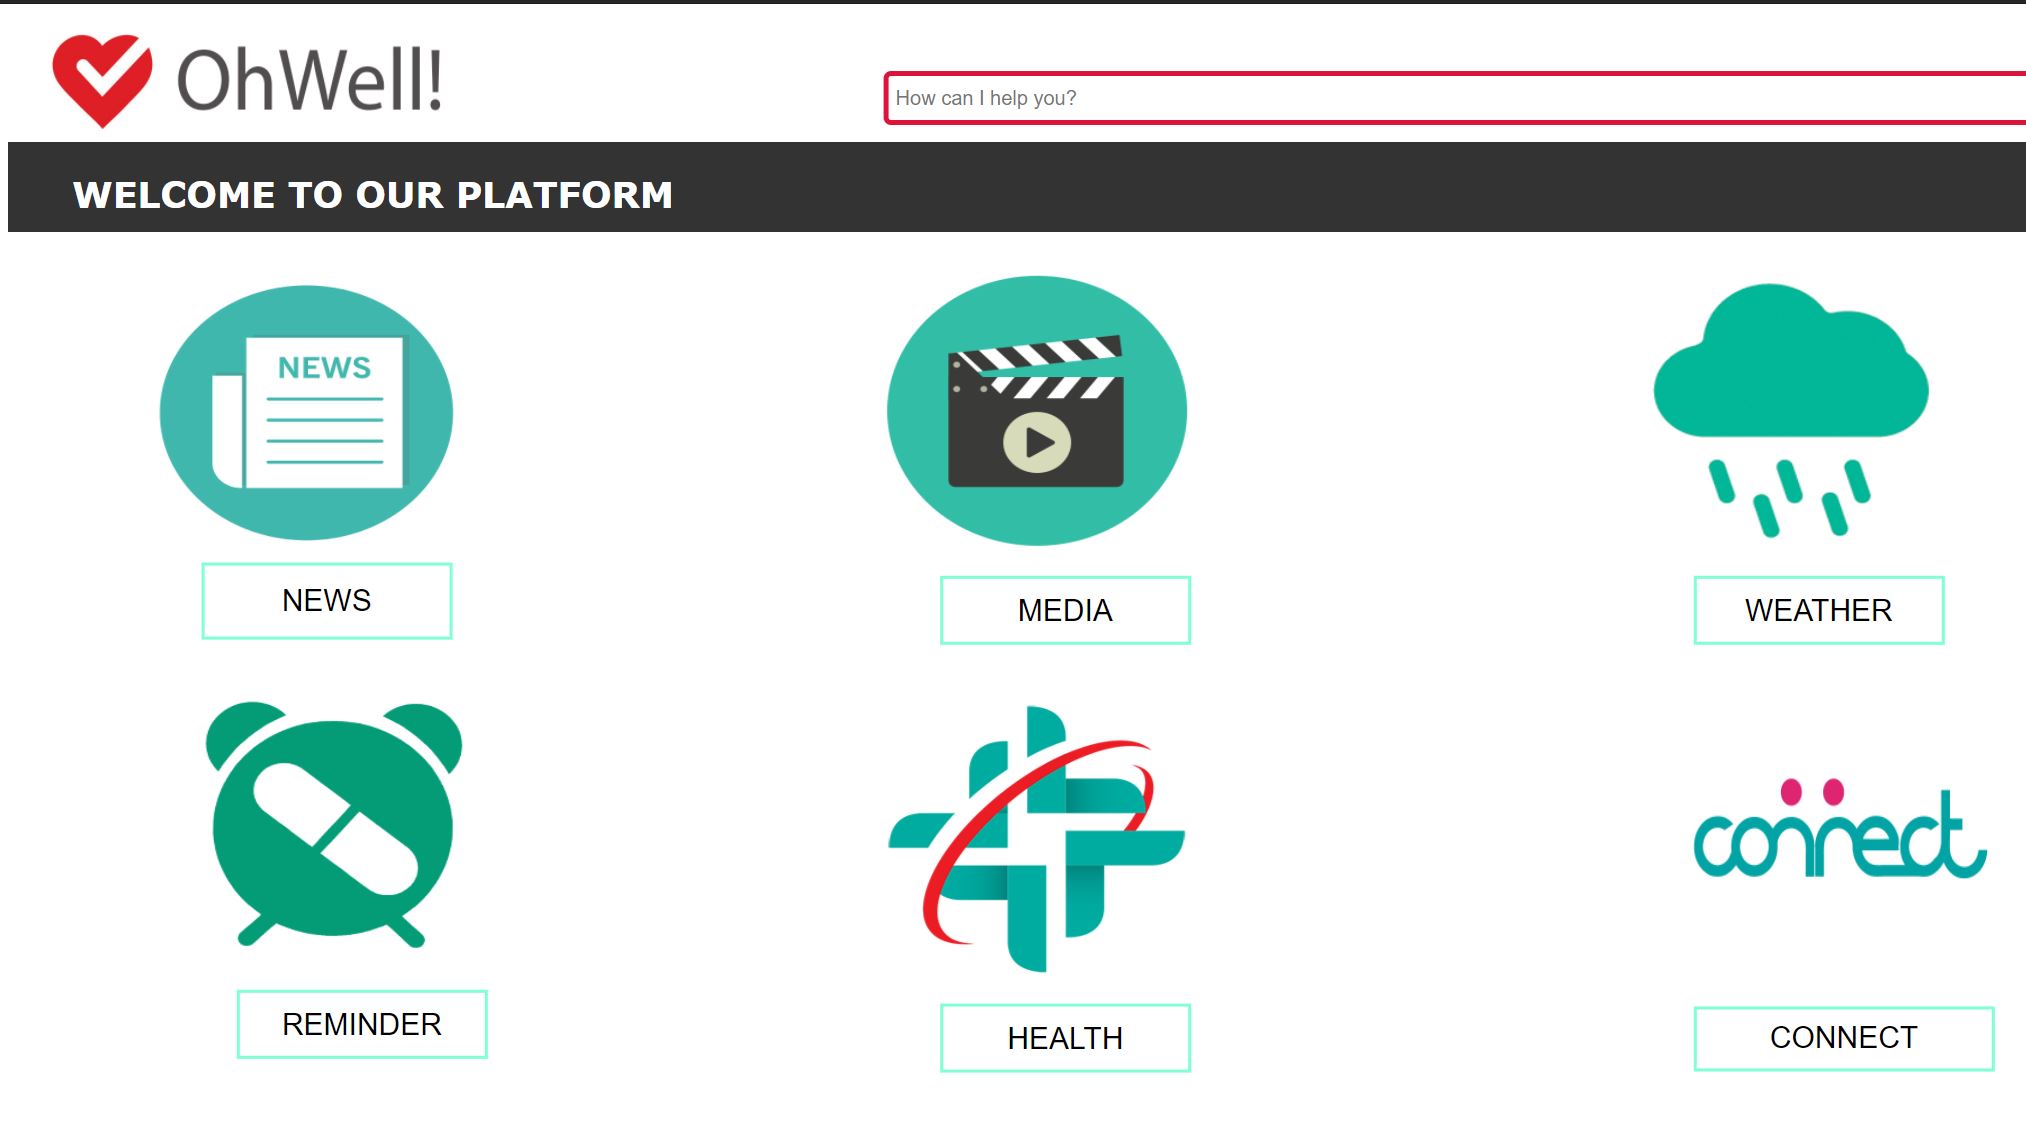 OhWell!
How can I help you?
WELCOME TO OUR PLATFORM
NEWS
NEWS
MEDIA
WEATHER
connect
REMINDER
HEALTH
CONNECT